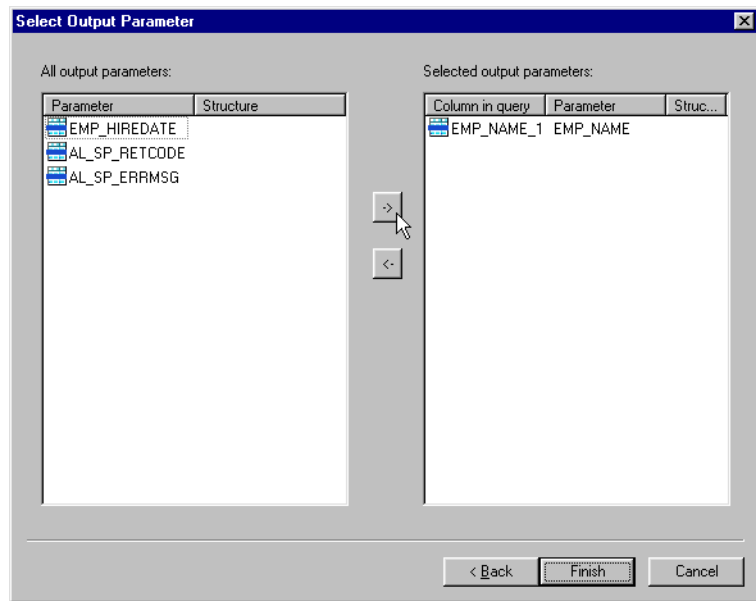 Select Output Parameter
All output parameters:
Selected output parameters:
Parameter Structure
EMP_HIREDATE
AL_SP_RETCODE
AL_SP_ERRMSG
->
<-
Column in query Parameter Struc...
EMP_NAME_1 EMP_NAME
< Back Finish Cancel